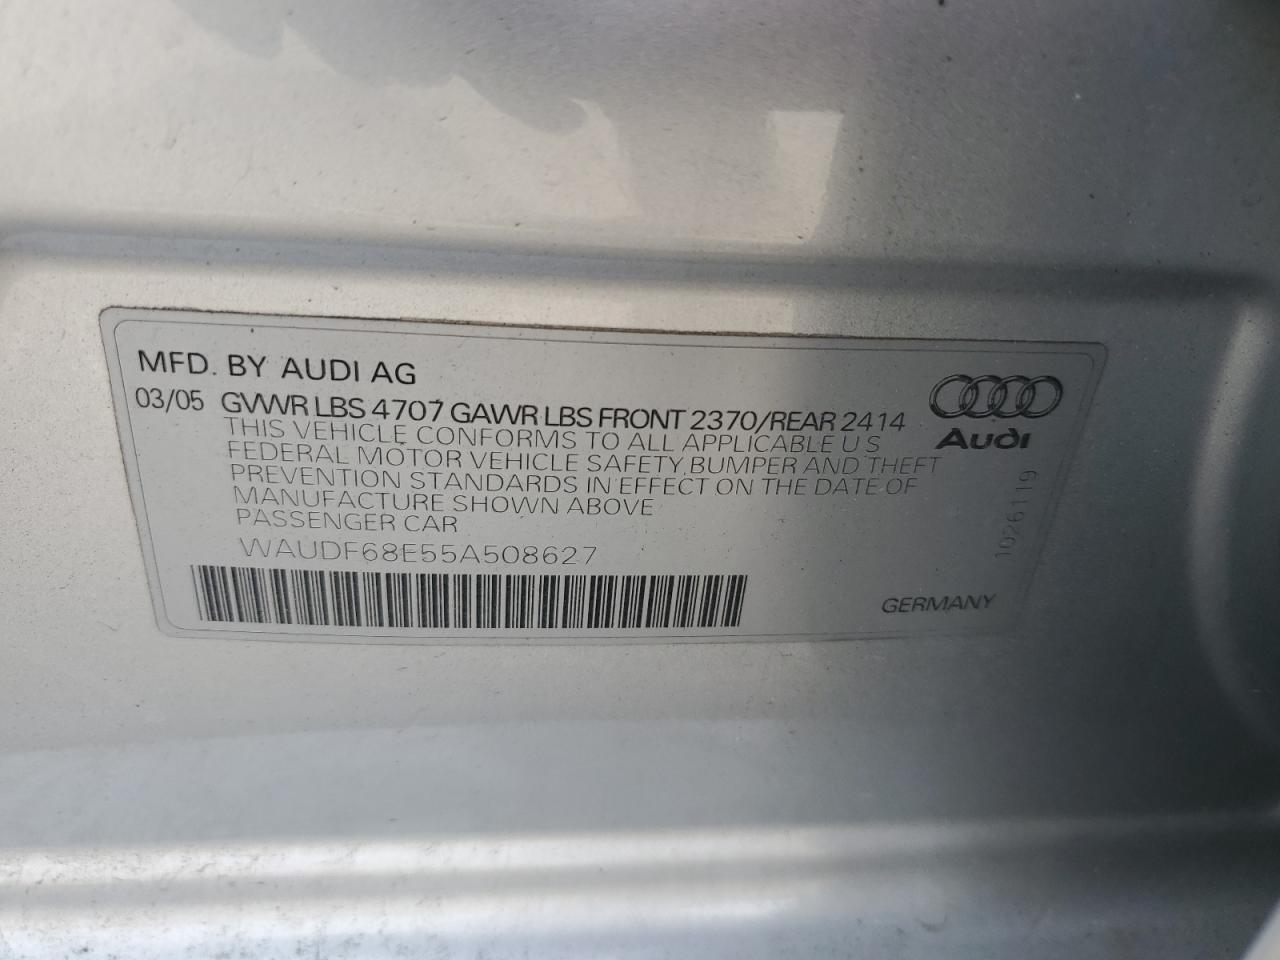 MFD. BY AUDI AG
03/05 GVWR LBS 4707 GAWR LBS FRONT 2370/REAR 2414
THIS VEHICLE CONFORMS TO ALL APPLICABLE U S
FEDERAL MOTOR VEHICLE SAFETY, BUMPER AND THEFT
PREVENTION STANDARDS IN EFFECT ON THE DATE OF
MANUFACTURE SHOWN ABOVE
PASSENGER CAR
WAUDF68E55A508627
Audi
1026119
GERMANY